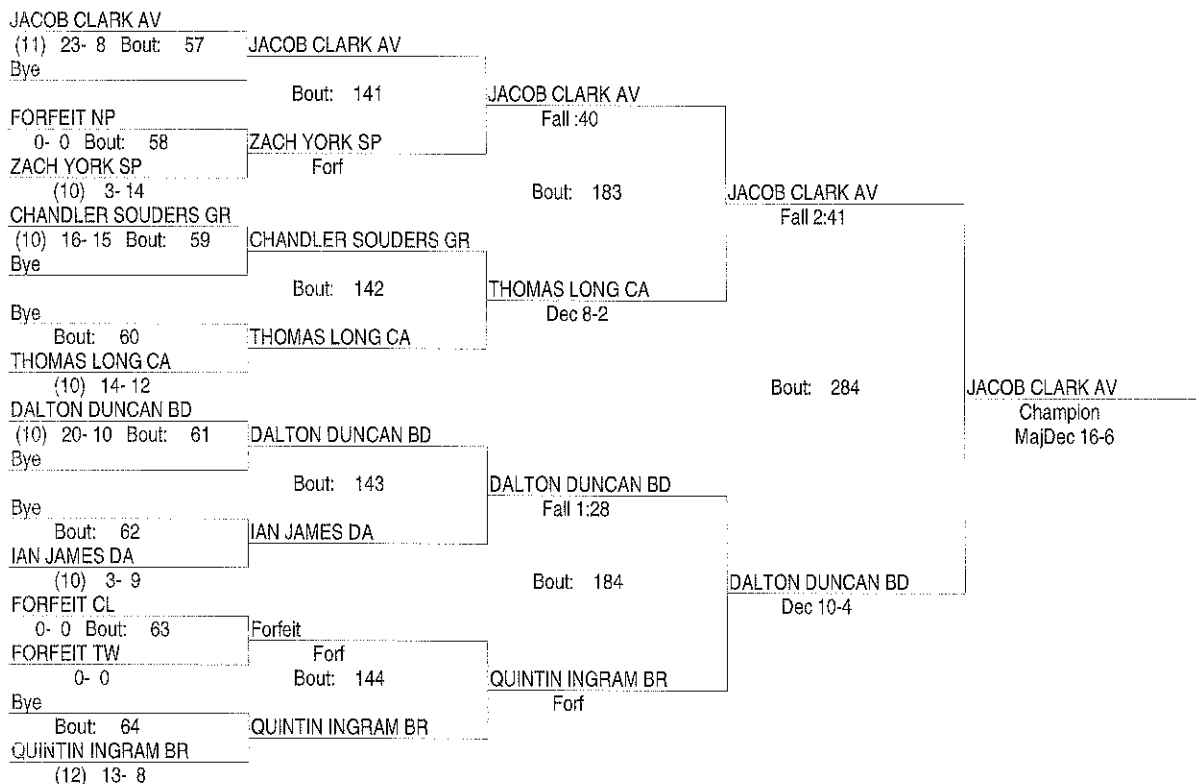 JACOB CLARK AV
(11) 23- 8 Bout: 57 JACOB CLARK AV
Bye
Bout: 141 JACOB CLARK AV
Fall :40
FORFEIT NP
0- 0 Bout: 58 ZACH YORK SP
ZACH YORK SP Forf
(10) 3- 14 Bout: 183 JACOB CLARK AV
Fall 2:41
CHANDLER SOUDERS GR
(10) 16- 15 Bout: 59 CHANDLER SOUDERS GR
Bye
Bout: 142 THOMAS LONG CA
Dec 8-2
Bye
Bout: 60 THOMAS LONG CA
THOMAS LONG CA
(10) 14- 12
Bout: 284 JACOB CLARK AV
Champion
MajDec 16-6
DALTON DUNCAN BD
(10) 20- 10 Bout: 61 DALTON DUNCAN BD
Bye
Bout: 143 DALTON DUNCAN BD
Fall 1:28
Bye
Bout: 62 IAN JAMES DA
IAN JAMES DA
(10) 3- 9
Bout: 184 DALTON DUNCAN BD
Dec 10-4
FORFEIT CL
0- 0 Bout: 63 Forfeit
FORFEIT TW Forf
0- 0 Bout: 144 QUINTIN INGRAM BR
Forf
Bye
Bout: 64 QUINTIN INGRAM BR
QUINTIN INGRAM BR
(12) 13- 8